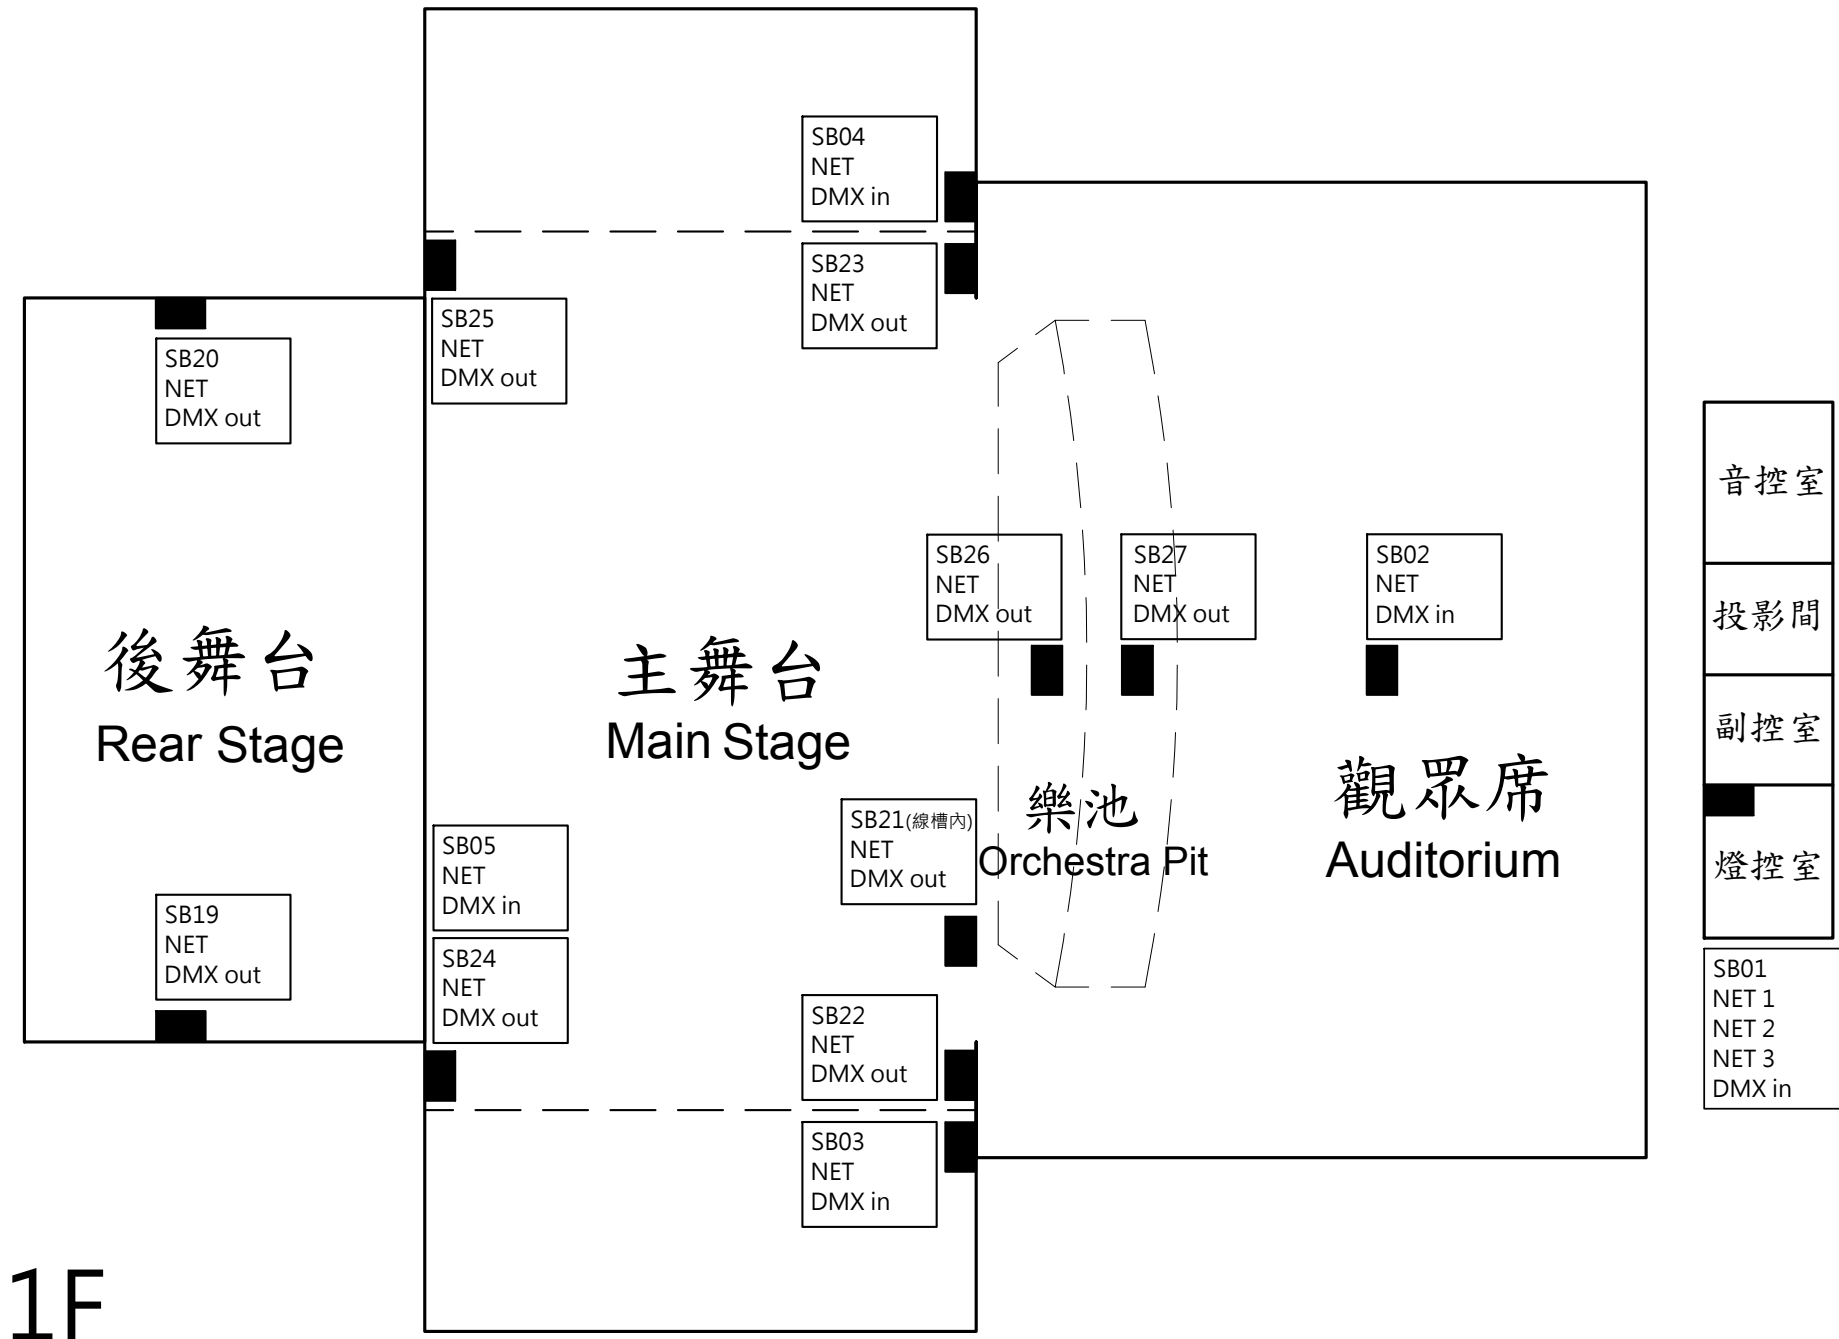 SB04
NET
DMX in
SB23
NET
DMX out
SB25
NET
DMX out
SB20
NET
DMX out
SB26
NET
DMX out
SB27
NET
DMX out
SB02
NET
DMX in
音控室
投影間
副控室
燈控室
後舞台
Rear Stage
主舞台
Main Stage
樂池
Orchestra Pit
觀眾席
Auditorium
SB21(線槽內)
NET
DMX out
SB05
NET
DMX in
SB24
NET
DMX out
SB19
NET
DMX out
SB22
NET
DMX out
SB03
NET
DMX in
SB01
NET 1
NET 2
NET 3
DMX in
1F